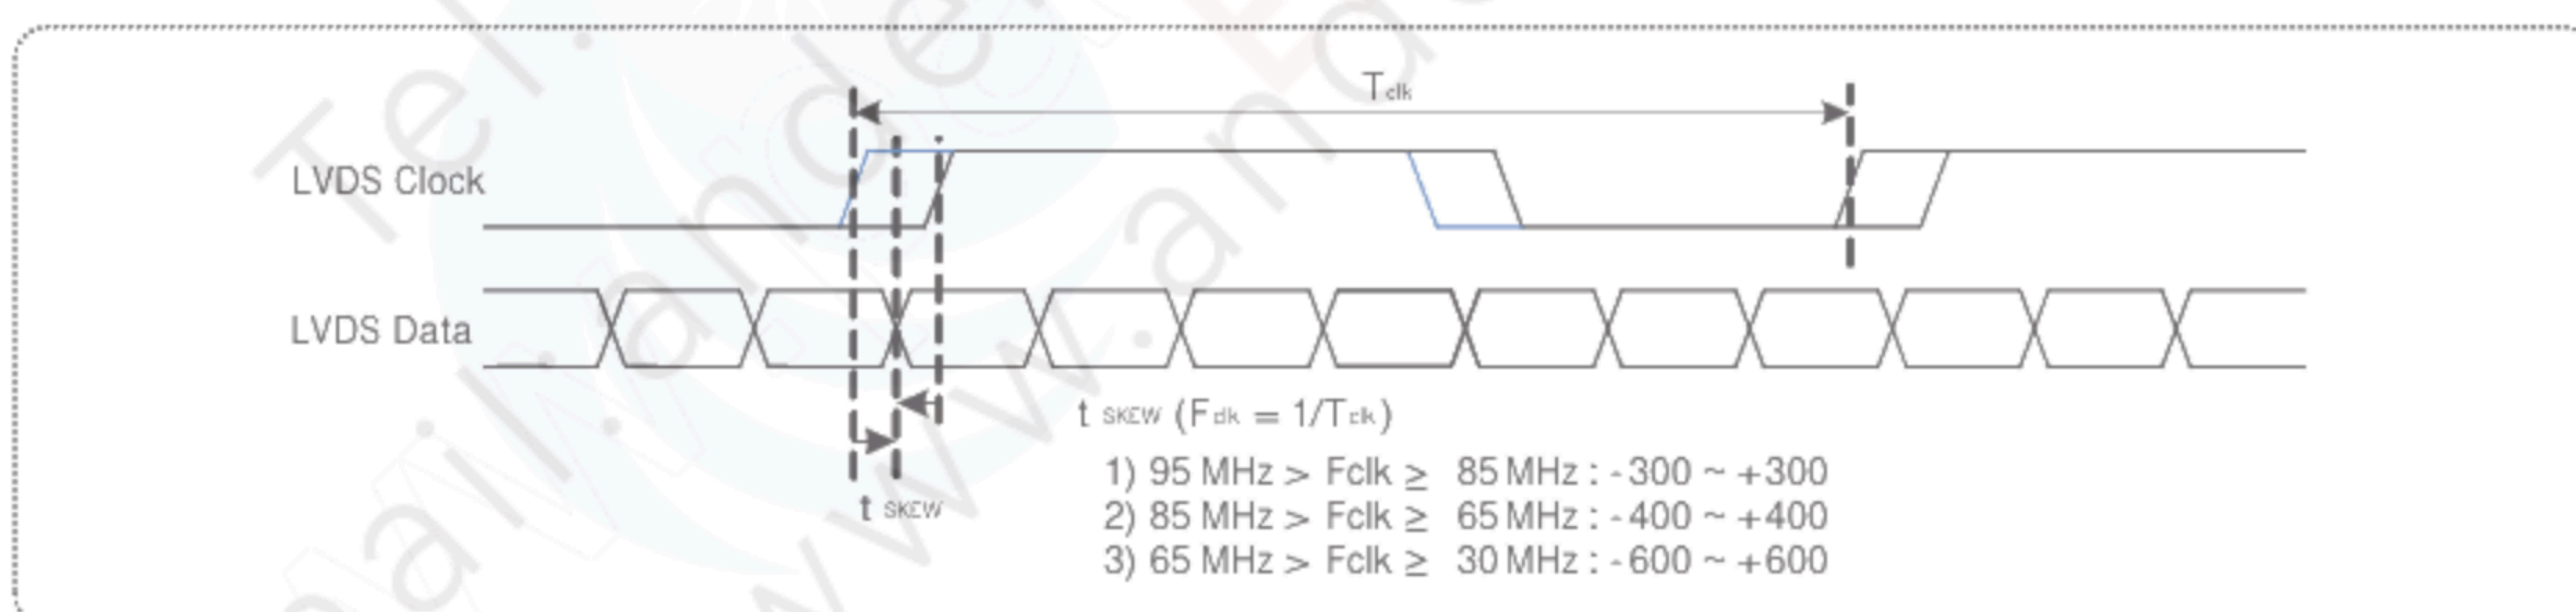 Tclk
LVDS Clock
LVDS Data
t SKEW (Fclk = 1/Tclk)
1) 95 MHz > Fclk ≥ 85 MHz : -300 ~ +300
2) 85 MHz > Fclk ≥ 65 MHz : -400 ~ +400
3) 65 MHz > Fclk ≥ 30 MHz : -600 ~ +600
t SKEW
Tel.